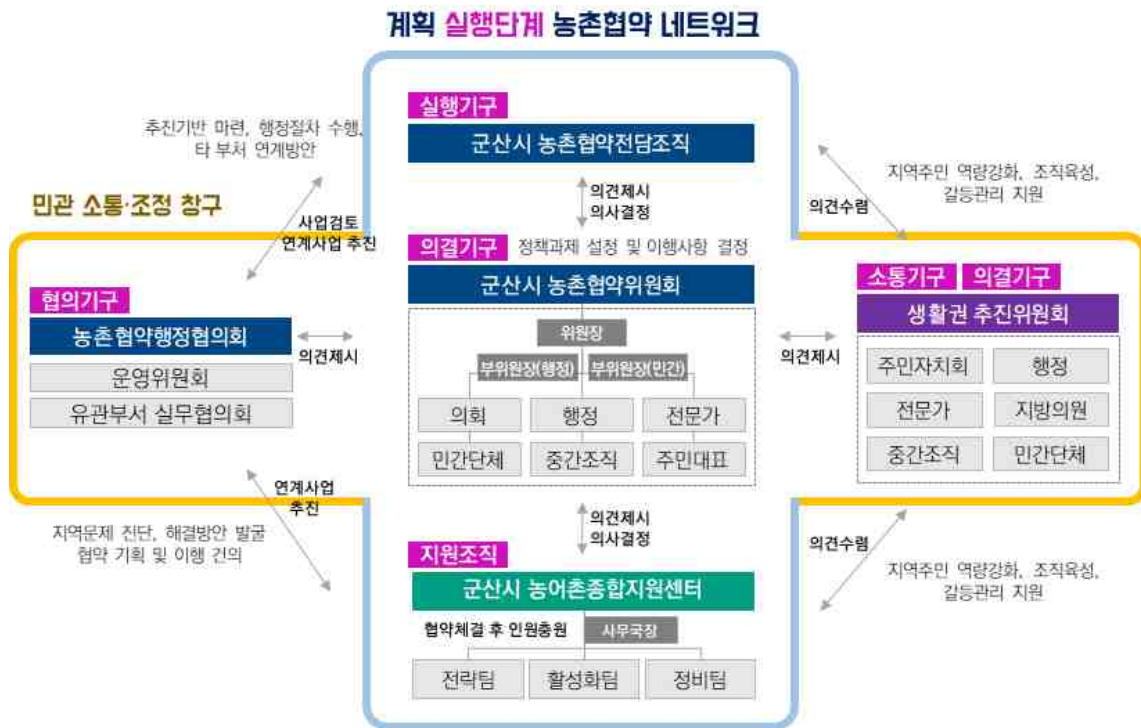 계획 실행단계 농촌협약 네트워크
실행기구
군산시 농촌협약전담조직
추진기반 마련, 행정절차 수행,
타 부처 연계방안
지역주민 역량강화, 조직육성,
갈등관리 지원
민관 소통·조정 창구
사업검토
연계사업 추진
의견제시
의사결정
의견수렴
의결기구
정책과제 설정 및 이행사항 결정
군산시 농촌협약위원회
협의기구
농촌협약행정협의회
운영위원회
유관부서 실무협의회
의견제시
위원장
부위원장(행정)
부위원장(민간)
의회
행정
전문가
민간단체
중간조직
주민대표
의견제시
소통기구
의결기구
생활권 추진위원회
주민자치회
행정
전문가
지방의원
중간조직
민간단체
연계사업
추진
지역문제 진단, 해결방안 발굴
협약 기획 및 이행 건의
의견제시
의사결정
의견수렴
지역주민 역량강화, 조직육성,
갈등관리 지원
지원조직
군산시 농어촌종합지원센터
협약체결 후 인원충원
사무국장
전략팀
활성화팀
정비팀